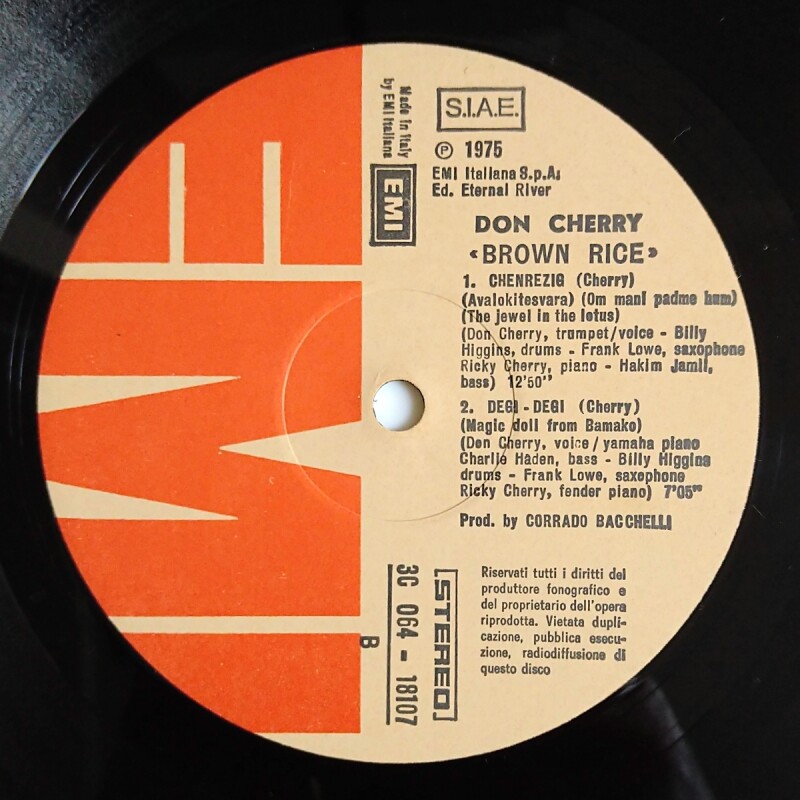 S.I.A.E.
℗ 1975
EMI Italiana S.p.A.
Ed. Eternal River
Made in Italy
by EMI Italiana
EMI
DON CHERRY
«BROWN RICE»
1. CHENREZIG (Cherry)
(Avalokitesvara) (Om mani padme hum)
(The jewel in the lotus)
(Don Cherry, trumpet/voice - Billy
Higgins, drums - Frank Lowe, saxophone
Ricky Cherry, piano - Hakim Jamil,
bass) 12'50"
2. DEGI - DEGI (Cherry)
(Magic doll from Bamako)
(Don Cherry, voice/yamaha piano
Charlie Haden, bass - Billy Higgins
drums - Frank Lowe, saxophone
Ricky Cherry, fender piano) 7'05"
Prod. by CORRADO BACCHELLI
STEREO
3C 064 - 18107
B
Riservati tutti i diritti del
produttore fonografico e
del proprietario dell'opera
riprodotta. Vietata dupli-
cazione, pubblica esecu-
zione, radiodiffusione di
questo disco
EMI